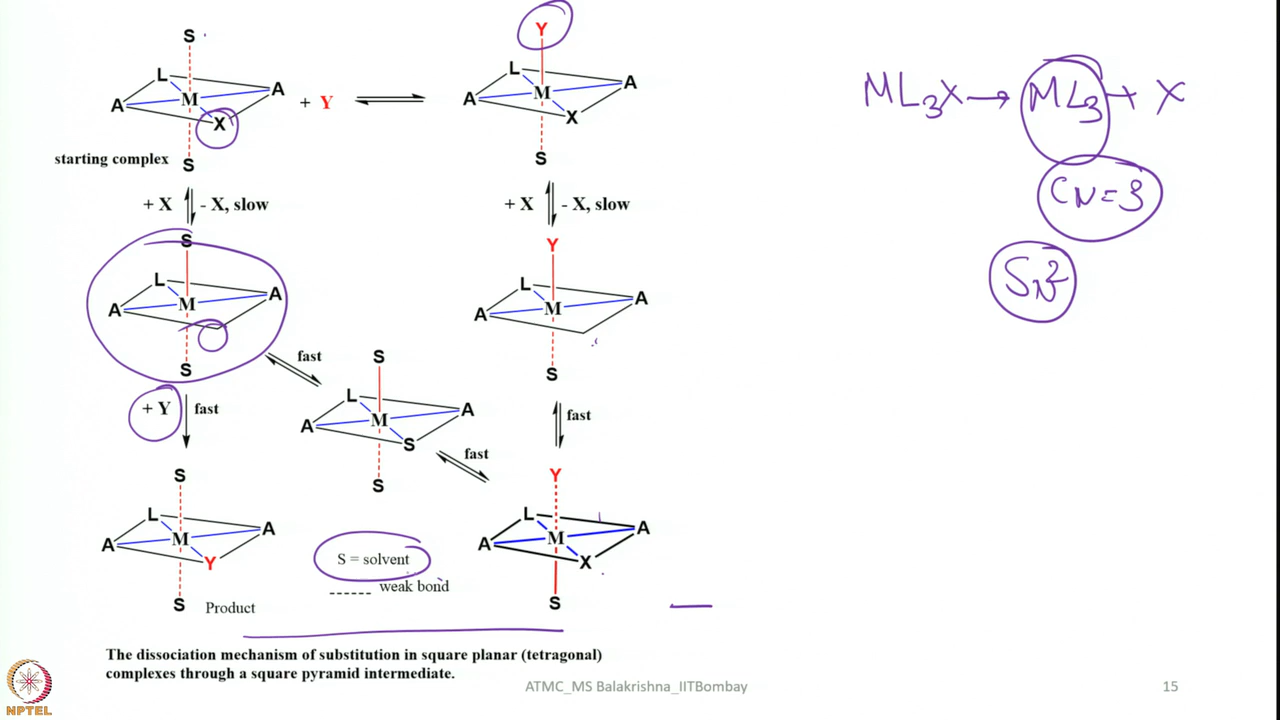 S
L
A
M
A
X
starting complex
S
+ Y
Y
L
A
M
A
X
S
ML3X → ML3 + X
CN=3
SN2
+ X
- X, slow
+ X
- X, slow
S
L
A
M
A
S
Y
L
A
M
A
S
+ Y
fast
fast
S
L
A
M
A
S
S
fast
fast
S
L
A
M
A
Y
S
Product
S = solvent
------ weak bond
Y
L
A
M
A
X
S
The dissociation mechanism of substitution in square planar (tetragonal)
complexes through a square pyramid intermediate.
NPTEL
ATMC_MS Balakrishna_IITBombay
15